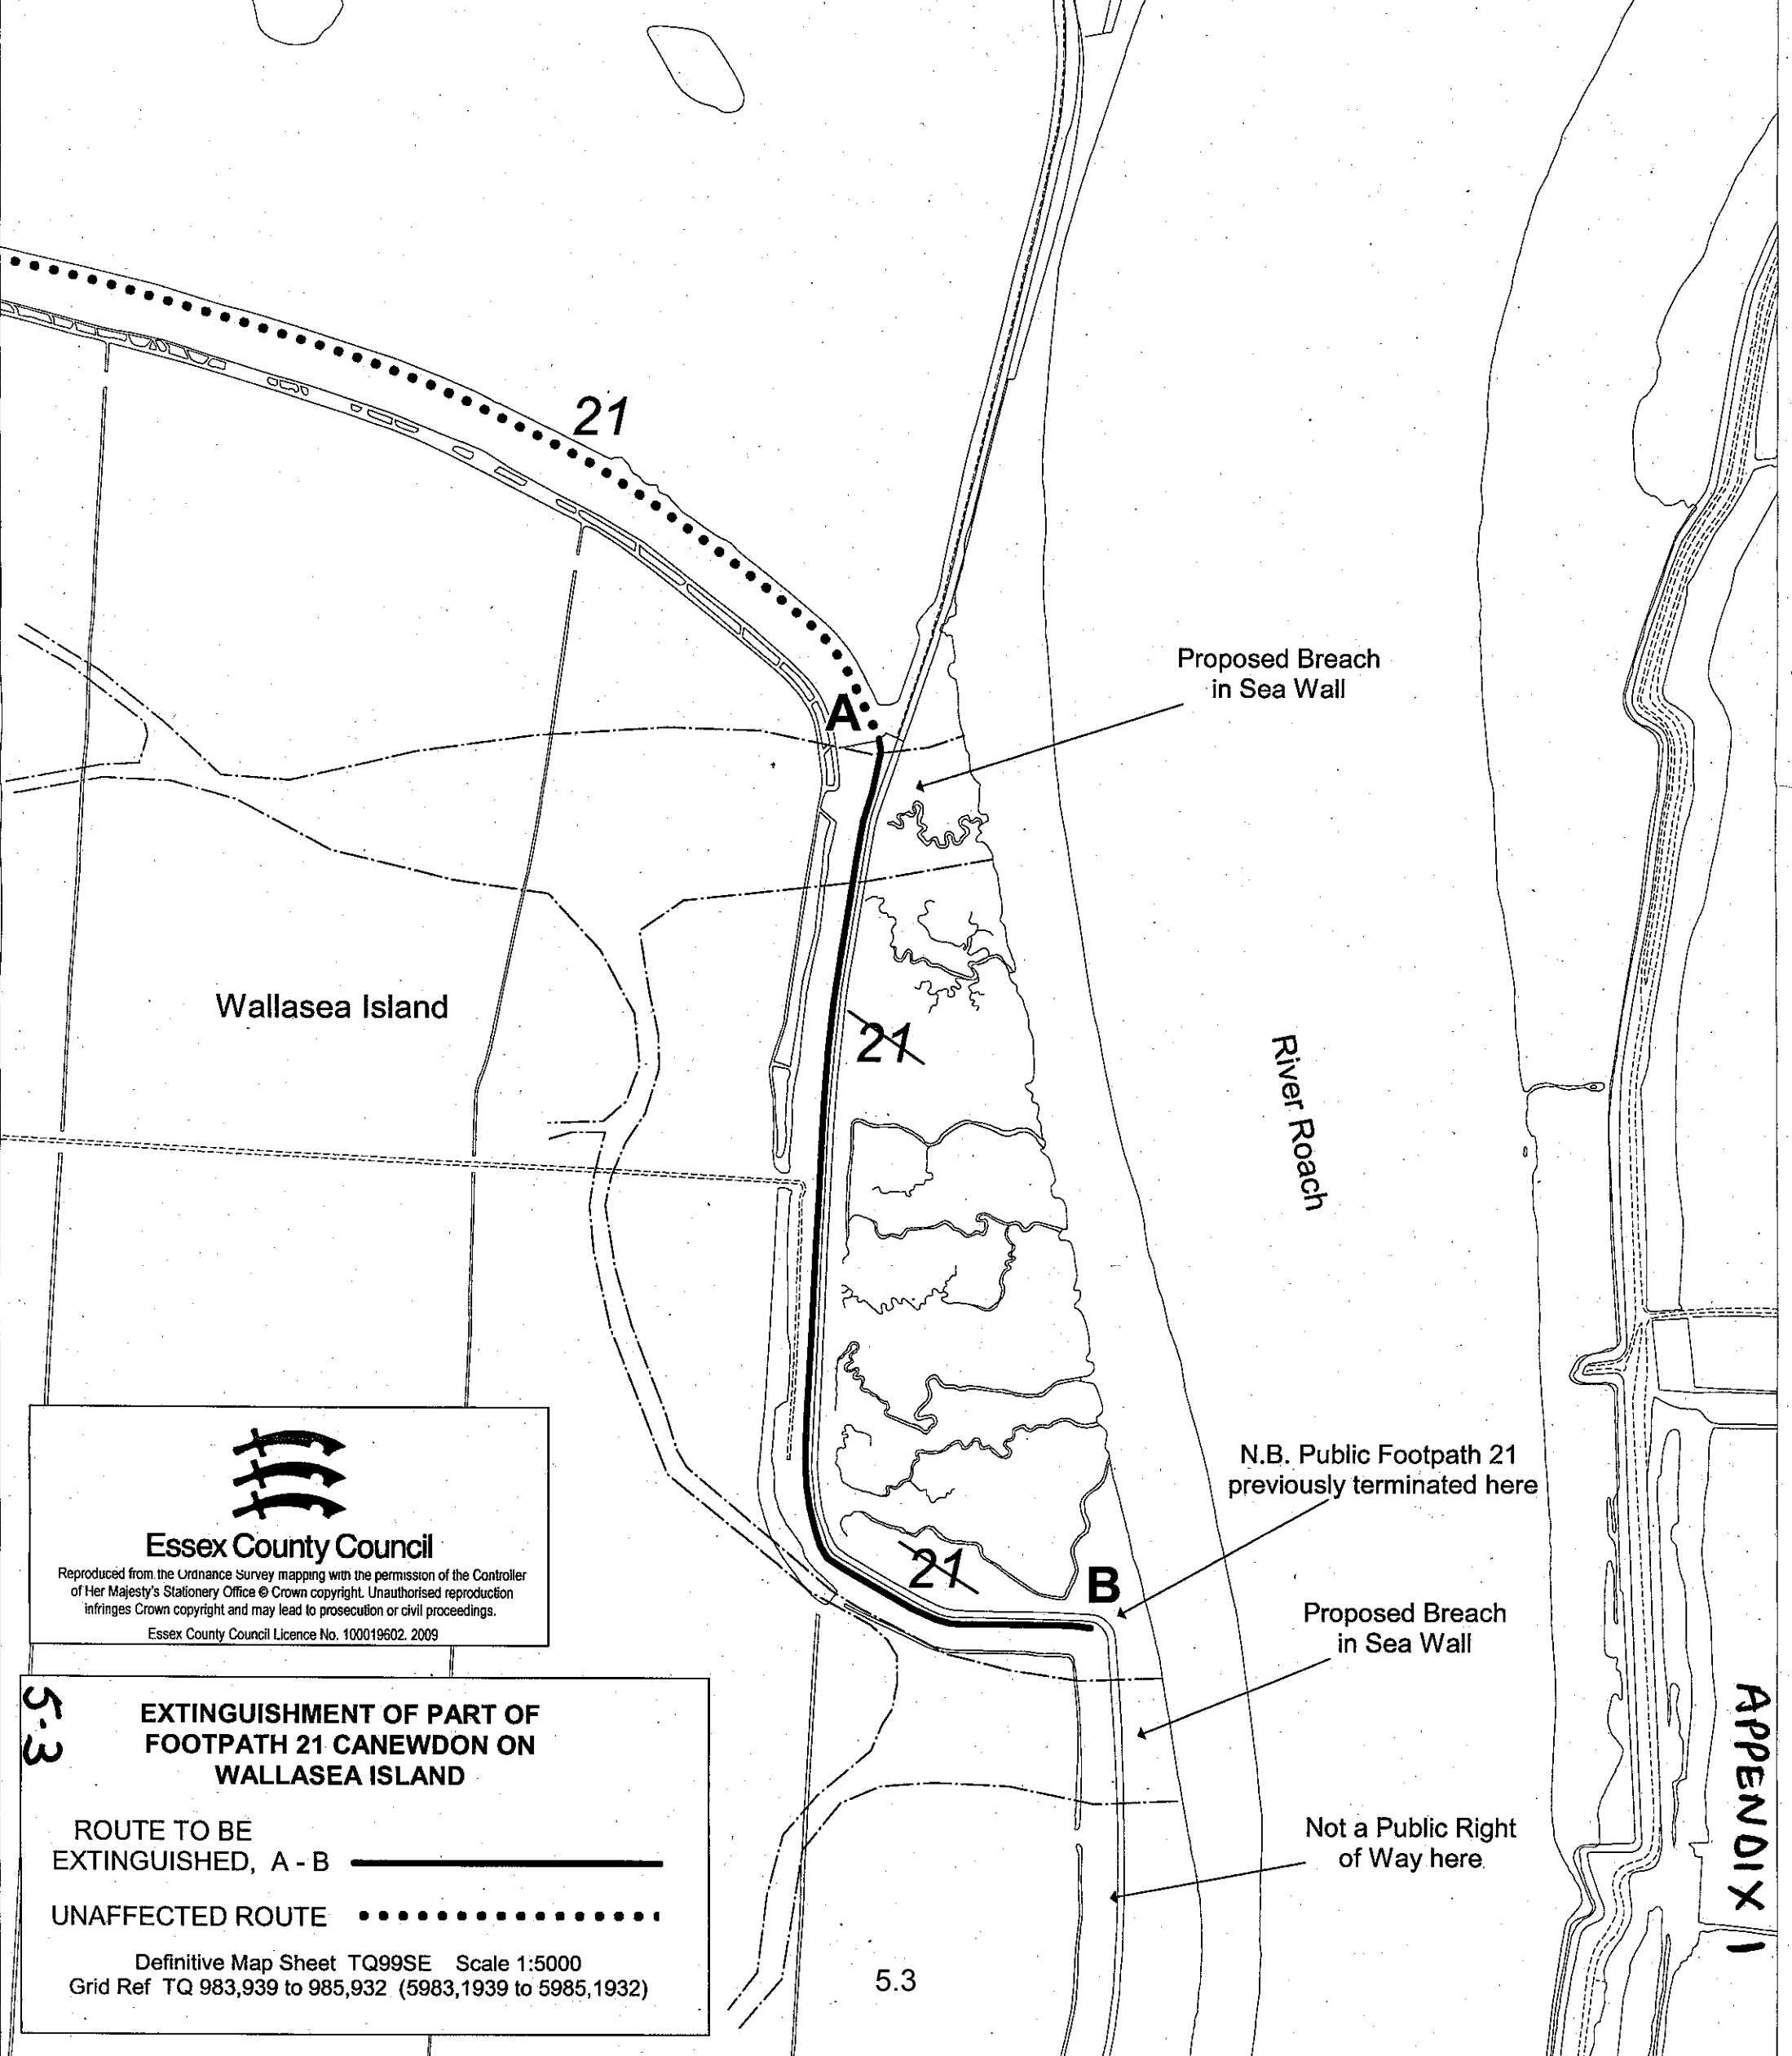 21
A
Proposed Breach
in Sea Wall
Wallasea Island
21
River Roach
N.B. Public Footpath 21
previously terminated here
21
B
Proposed Breach
in Sea Wall
Not a Public Right
of Way here
5.3
APPENDIX 1
Essex County Council
Reproduced from the Ordnance Survey mapping with the permission of the Controller
of Her Majesty's Stationery Office © Crown copyright. Unauthorised reproduction
infringes Crown copyright and may lead to prosecution or civil proceedings.
Essex County Council Licence No. 100019602. 2009
5.3
EXTINGUISHMENT OF PART OF
FOOTPATH 21 CANEWDON ON
WALLASEA ISLAND
ROUTE TO BE
EXTINGUISHED, A - B
UNAFFECTED ROUTE
Definitive Map Sheet TQ99SE Scale 1:5000
Grid Ref TQ 983,939 to 985,932 (5983,1939 to 5985,1932)